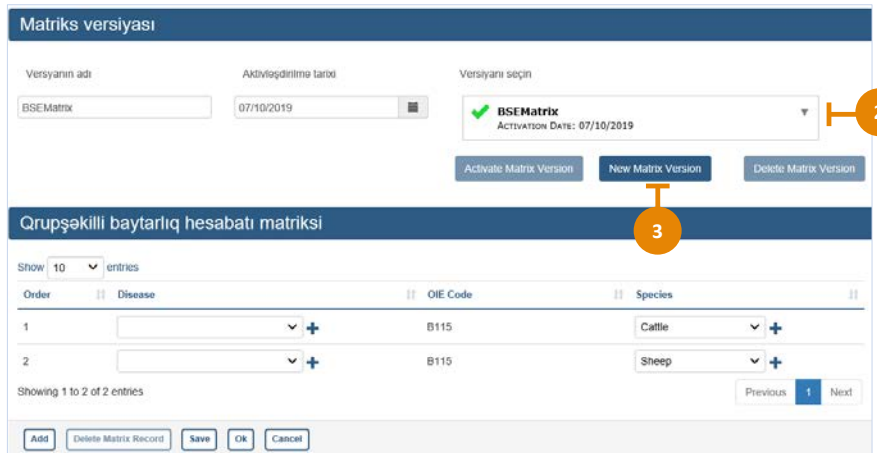 Matriks versiyası
Versyanın adı Aktivləşdirilmə tarixi Versiyanı seçin
BSEMatrix 07/10/2019 BSEMatrix
ACTIVATION DATE: 07/10/2019
2
Activate Matrix Version New Matrix Version Delete Matrix Version
Qrupşəkilli baytarlıq hesabatı matriksi
3
Show 10 entries
Order Disease OIE Code Species
1 B115 Cattle
2 B115 Sheep
Showing 1 to 2 of 2 entries Previous 1 Next
Add Delete Matrix Record Save Ok Cancel